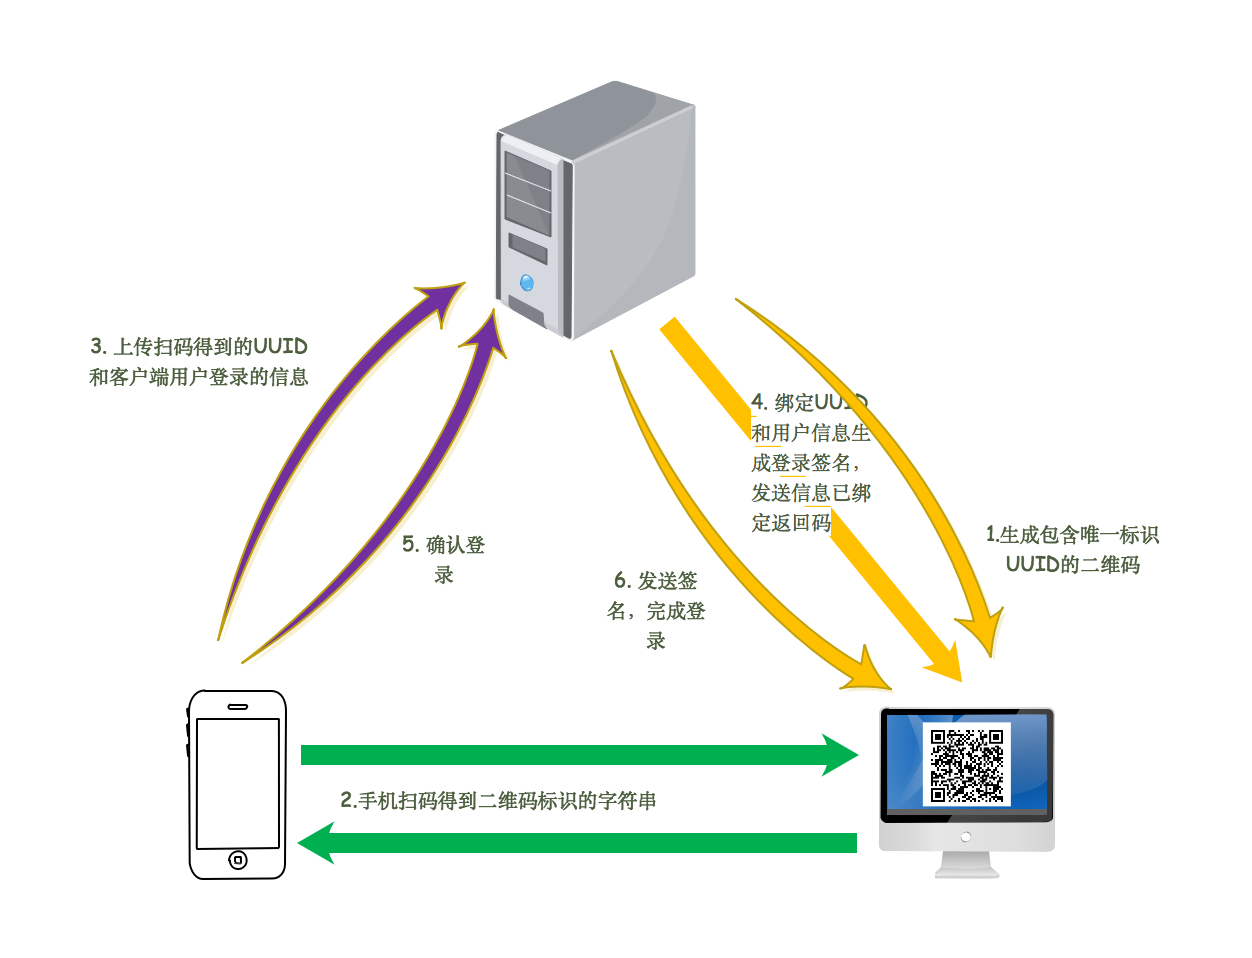 3. 上传扫码得到的UUID
和客户端用户登录的信息
4. 绑定UUID
和用户信息生
成登录签名，
发送信息已绑
定返回码
5. 确认登
录
1.生成包含唯一标识
UUID的二维码
6. 发送签
名，完成登
录
2.手机扫码得到二维码标识的字符串